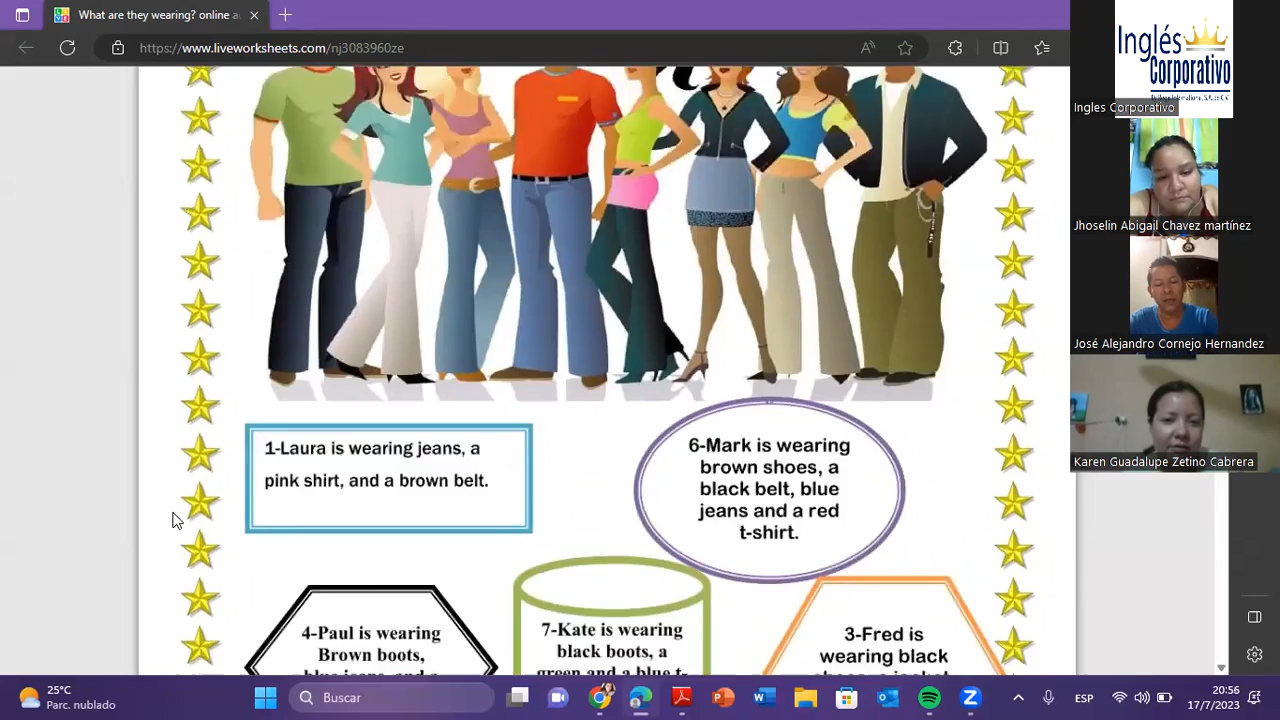 What are they wearing? online a
https://www.liveworksheets.com/nj3083960ze
Inglés
Corporativo
Ingles Corporativo
Jhoselin Abigail Chavez martínez
José Alejandro Cornejo Hernandez
Karen Guadalupe Zetino Cabrera
1-Laura is wearing jeans, a
pink shirt, and a brown belt.
6-Mark is wearing
brown shoes, a
black belt, blue
jeans and a red
t-shirt.
4-Paul is wearing
Brown boots,
7-Kate is wearing
black boots, a
green and a blue t-
3-Fred is
wearing black
25°C
Parc. nublado
Buscar
ESP
20:56
17/7/2023